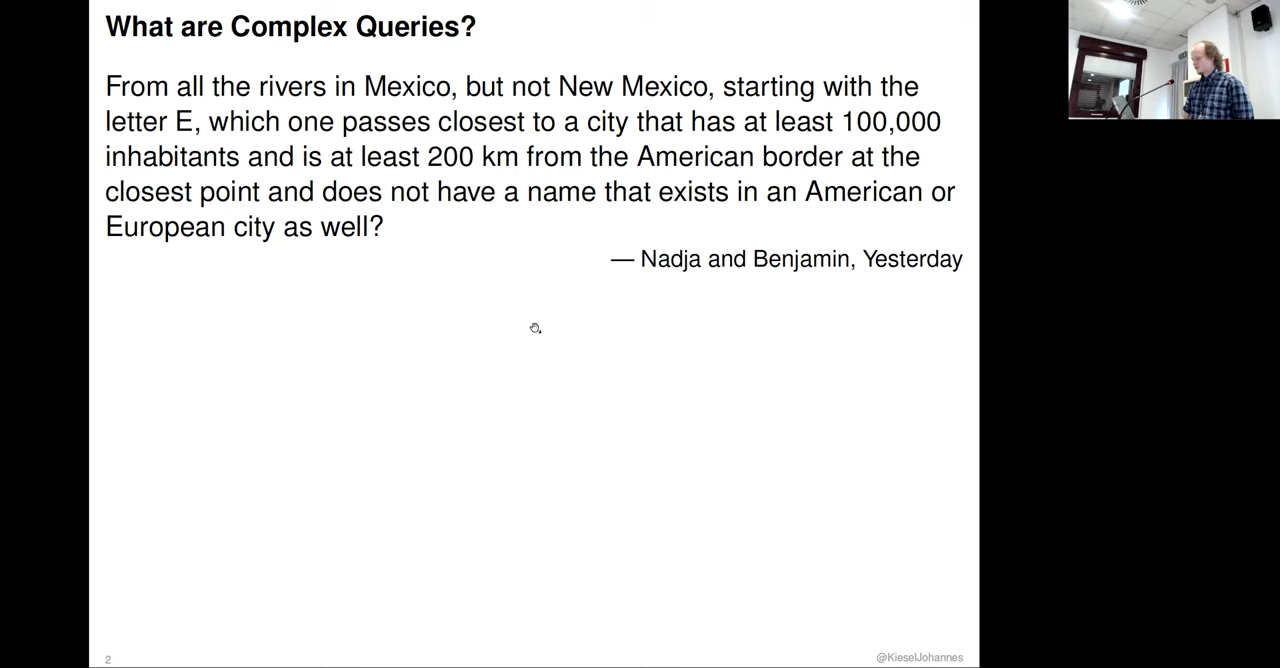 What are Complex Queries?
From all the rivers in Mexico, but not New Mexico, starting with the
letter E, which one passes closest to a city that has at least 100,000
inhabitants and is at least 200 km from the American border at the
closest point and does not have a name that exists in an American or
European city as well?
— Nadja and Benjamin, Yesterday
2
@KieselJohannes